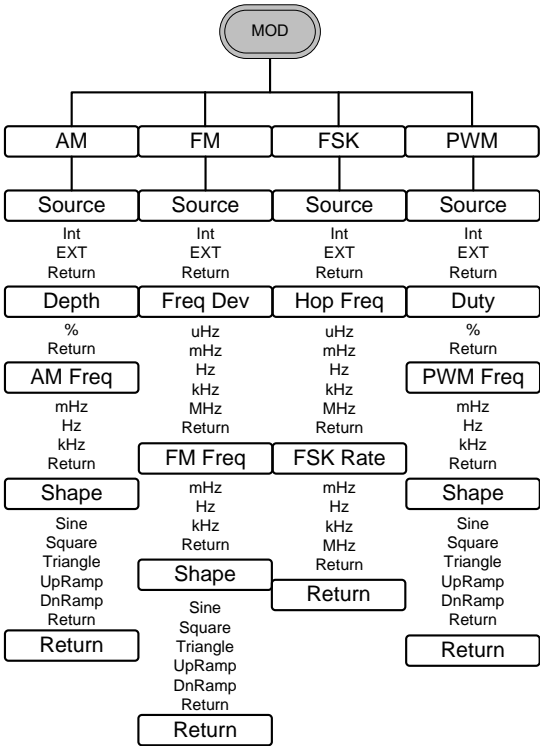 MOD
AM
FM
FSK
PWM
Source
Int
EXT
Return
Depth
%
Return
AM Freq
mHz
Hz
kHz
Return
Shape
Sine
Square
Triangle
UpRamp
DnRamp
Return
Return
Source
Int
EXT
Return
Freq Dev
uHz
mHz
Hz
kHz
MHz
Return
FM Freq
mHz
Hz
kHz
Return
Shape
Sine
Square
Triangle
UpRamp
DnRamp
Return
Return
Source
Int
EXT
Return
Hop Freq
uHz
mHz
Hz
kHz
MHz
Return
FSK Rate
mHz
Hz
kHz
MHz
Return
Return
Source
Int
EXT
Return
Duty
%
Return
PWM Freq
mHz
Hz
kHz
Return
Shape
Sine
Square
Triangle
UpRamp
DnRamp
Return
Return